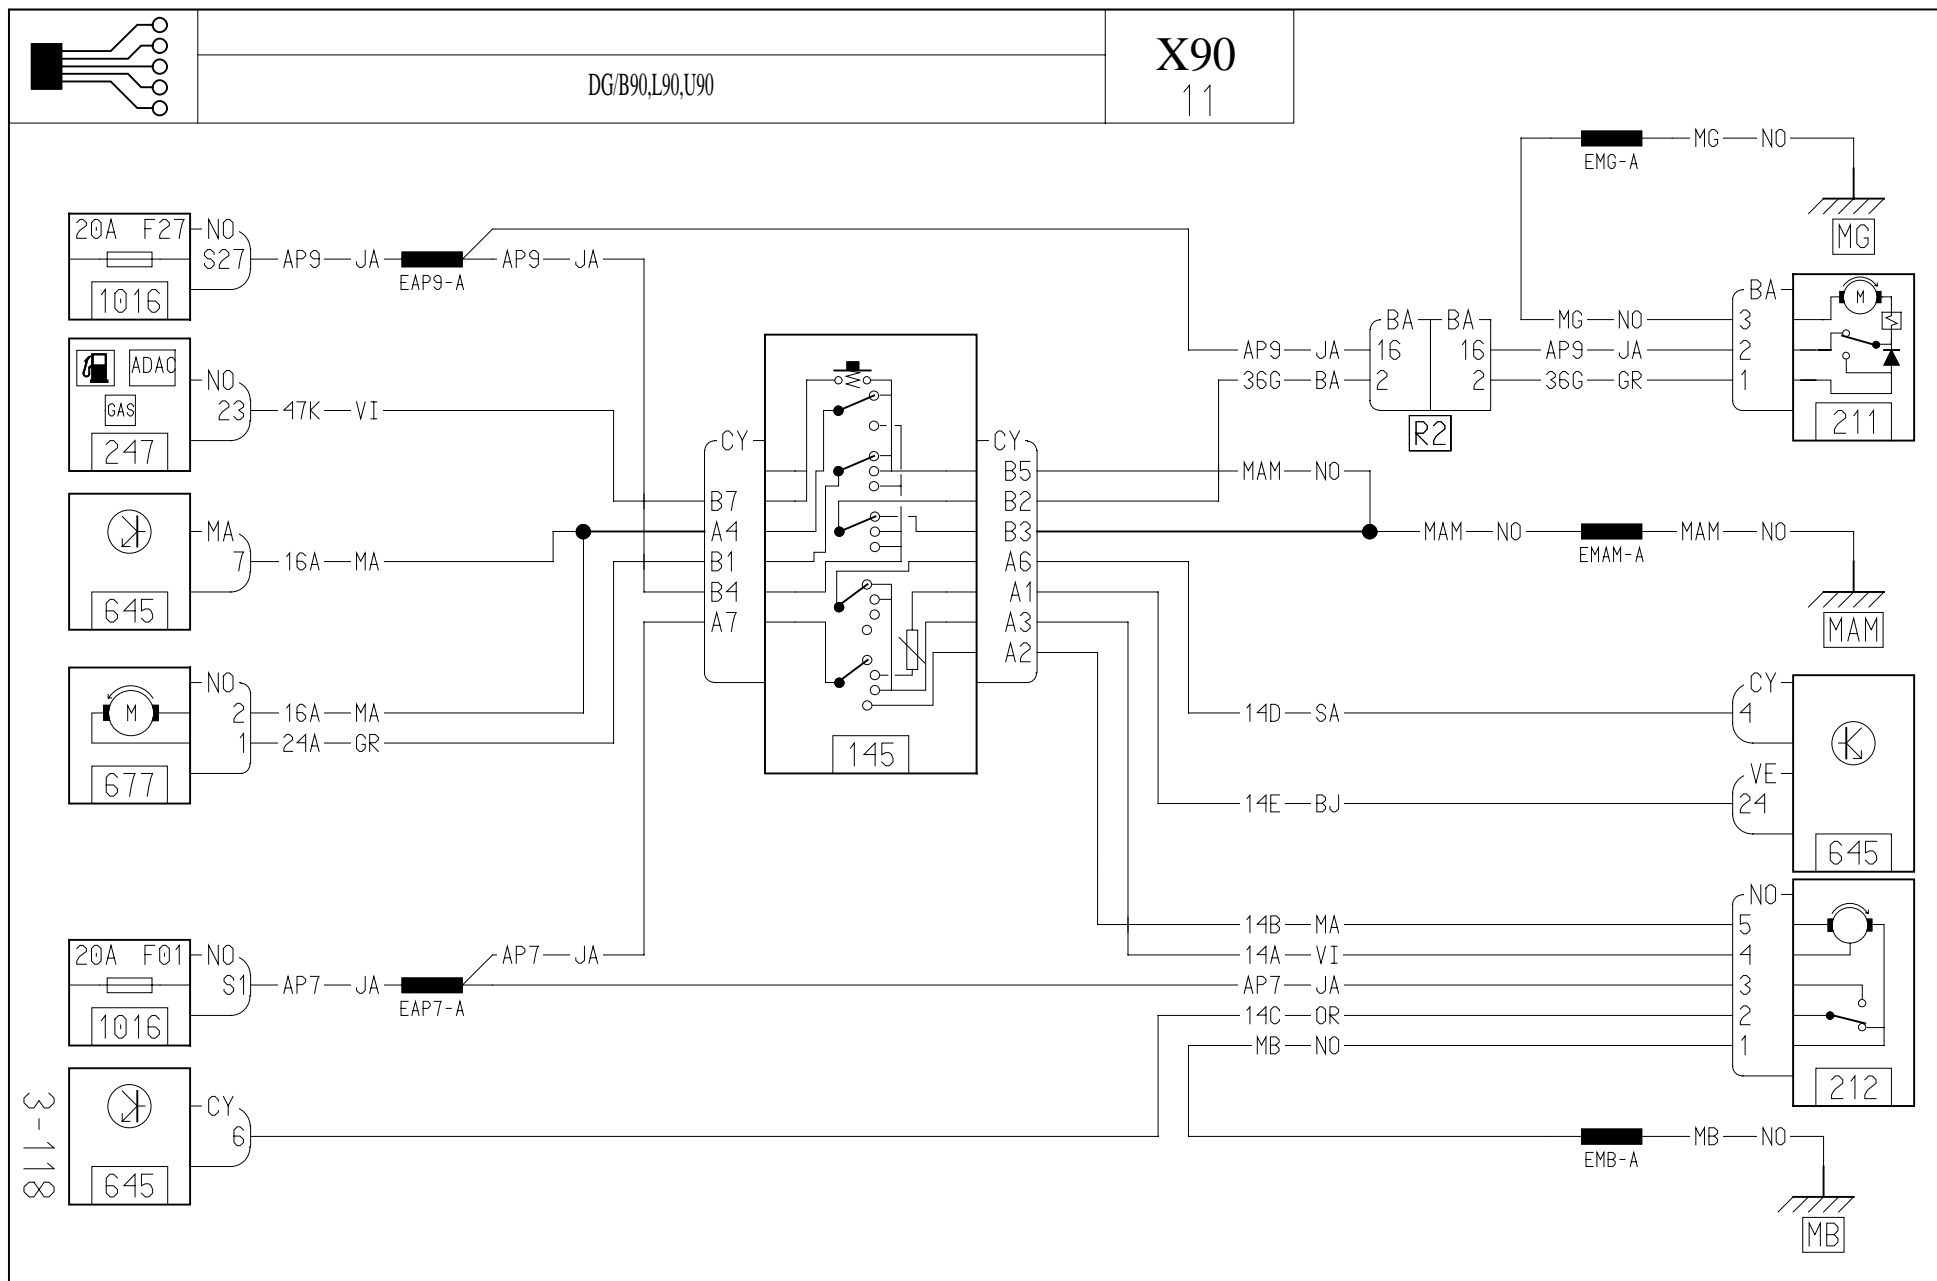 DG/B90,L90,U90
X90
11
EMG-A
MG NO
MG
20A F27
1016
NO
S27
AP9 JA
EAP9-A
AP9 JA
ADAC
GAS
247
NO
23
47K VI
645
MA
7
16A MA
677
NO
2
1
16A MA
24A GR
20A F01
1016
NO
S1
AP7 JA
EAP7-A
AP7 JA
645
CY
6
3-118
CY
B7
A4
B1
B4
A7
145
CY
B5
B2
B3
A6
A1
A3
A2
AP9 JA
36G BA
BA BA
16 16
2 2
R2
MG NO
AP9 JA
36G GR
BA
3
2
1
M
211
MAM NO
MAM NO
EMAM-A
MAM NO
MAM
14D SA
14E BJ
CY
4
VE
24
645
14B MA
14A VI
AP7 JA
14C OR
MB NO
NO
5
4
3
2
1
212
EMB-A
MB NO
MB
M